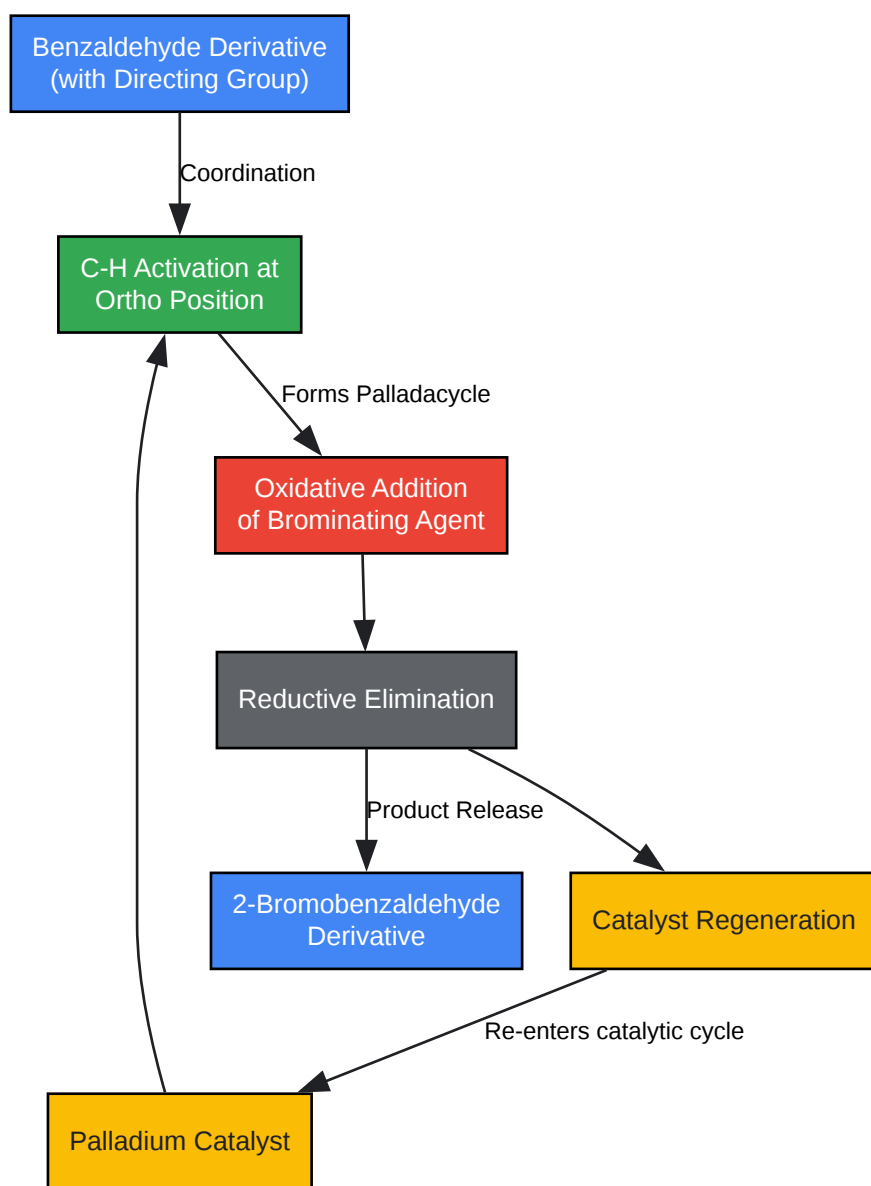 Benzaldehyde Derivative
(with Directing Group)
Coordination
C-H Activation at
Ortho Position
Forms Palladacycle
Oxidative Addition
of Brominating Agent
Reductive Elimination
Product Release
2-Bromobenzaldehyde
Derivative
Catalyst Regeneration
Re-enters catalytic cycle
Palladium Catalyst